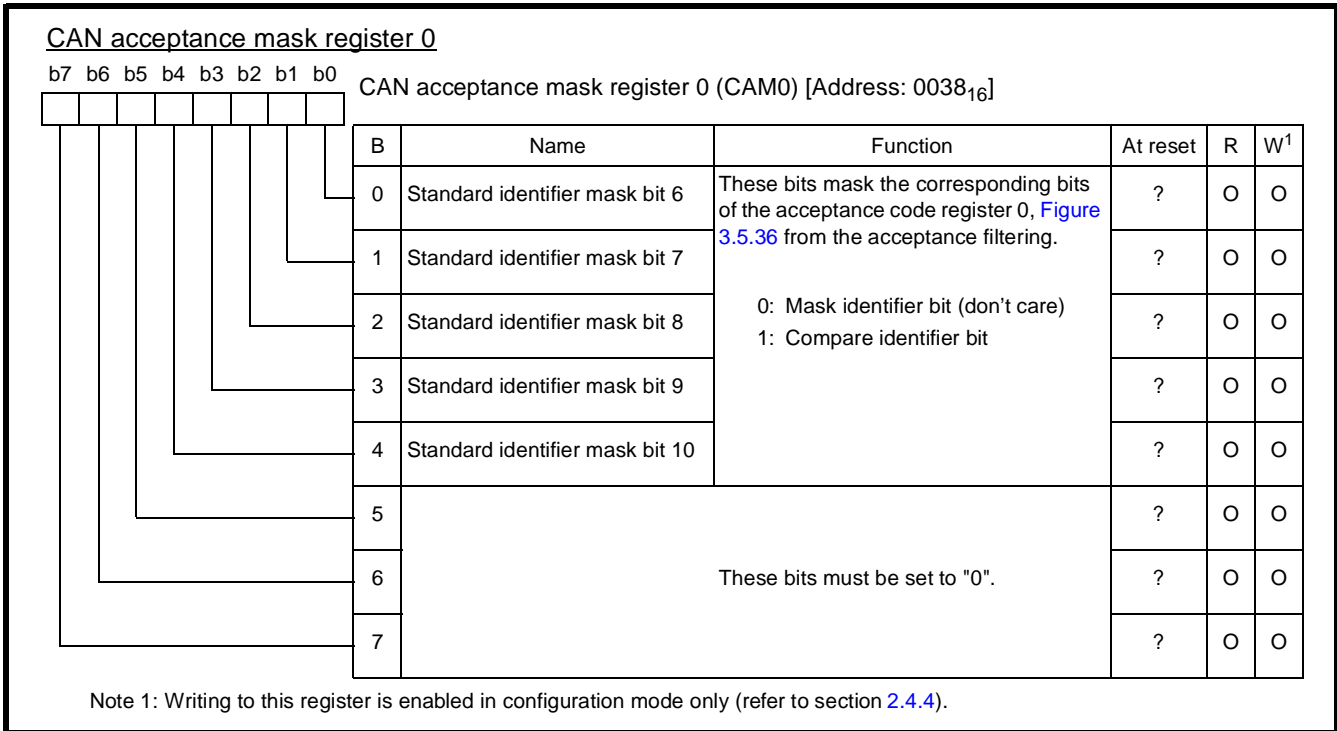 CAN acceptance mask register 0
b7 b6 b5 b4 b3 b2 b1 b0
CAN acceptance mask register 0 (CAM0) [Address: 0038₁₆]
B Name Function At reset R W¹
0 Standard identifier mask bit 6 ? O O
These bits mask the corresponding bits
of the acceptance code register 0, Figure
3.5.36 from the acceptance filtering.
0: Mask identifier bit (don't care)
1: Compare identifier bit
1 Standard identifier mask bit 7 ? O O
2 Standard identifier mask bit 8 ? O O
3 Standard identifier mask bit 9 ? O O
4 Standard identifier mask bit 10 ? O O
5 ? O O
6 These bits must be set to "0". ? O O
7 ? O O
Note 1: Writing to this register is enabled in configuration mode only (refer to section 2.4.4).